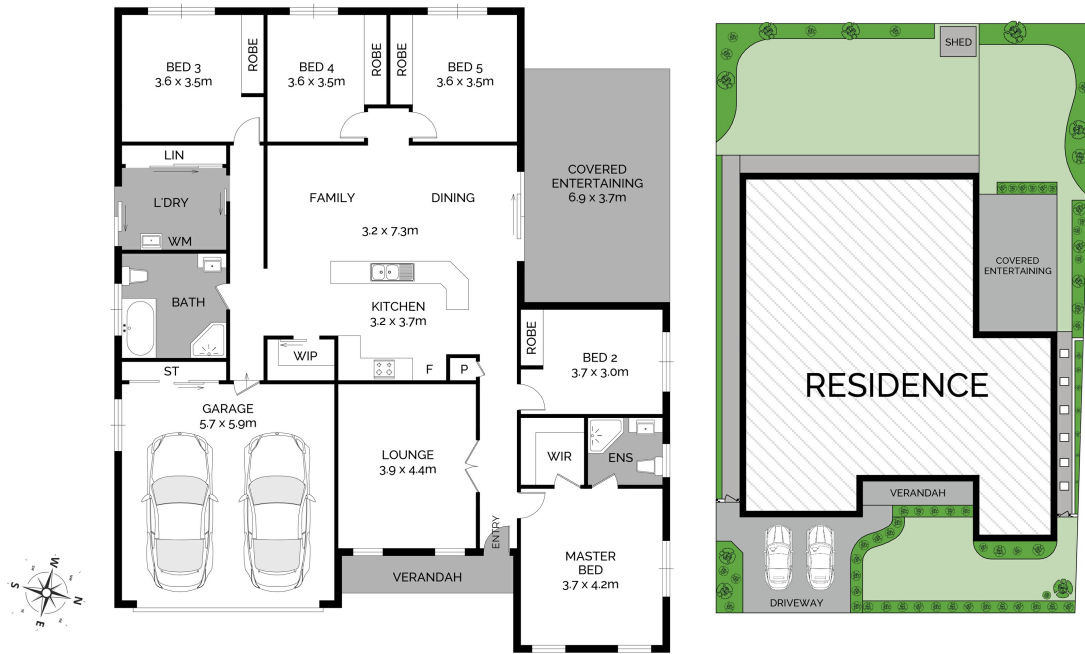 BED 3
3.6 x 3.5m
ROBE
BED 4
3.6 x 3.5m
ROBE
ROBE
BED 5
3.6 x 3.5m
LIN
L'DRY
WM
FAMILY
DINING
3.2 x 7.3m
COVERED
ENTERTAINING
6.9 x 3.7m
BATH
KITCHEN
3.2 x 3.7m
WIP
F
P
ST
ROBE
BED 2
3.7 x 3.0m
GARAGE
5.7 x 5.9m
LOUNGE
3.9 x 4.4m
WIR
ENS
ENTRY
VERANDAH
MASTER
BED
3.7 x 4.2m
W
N
S
E
SHED
COVERED
ENTERTAINING
RESIDENCE
VERANDAH
DRIVEWAY